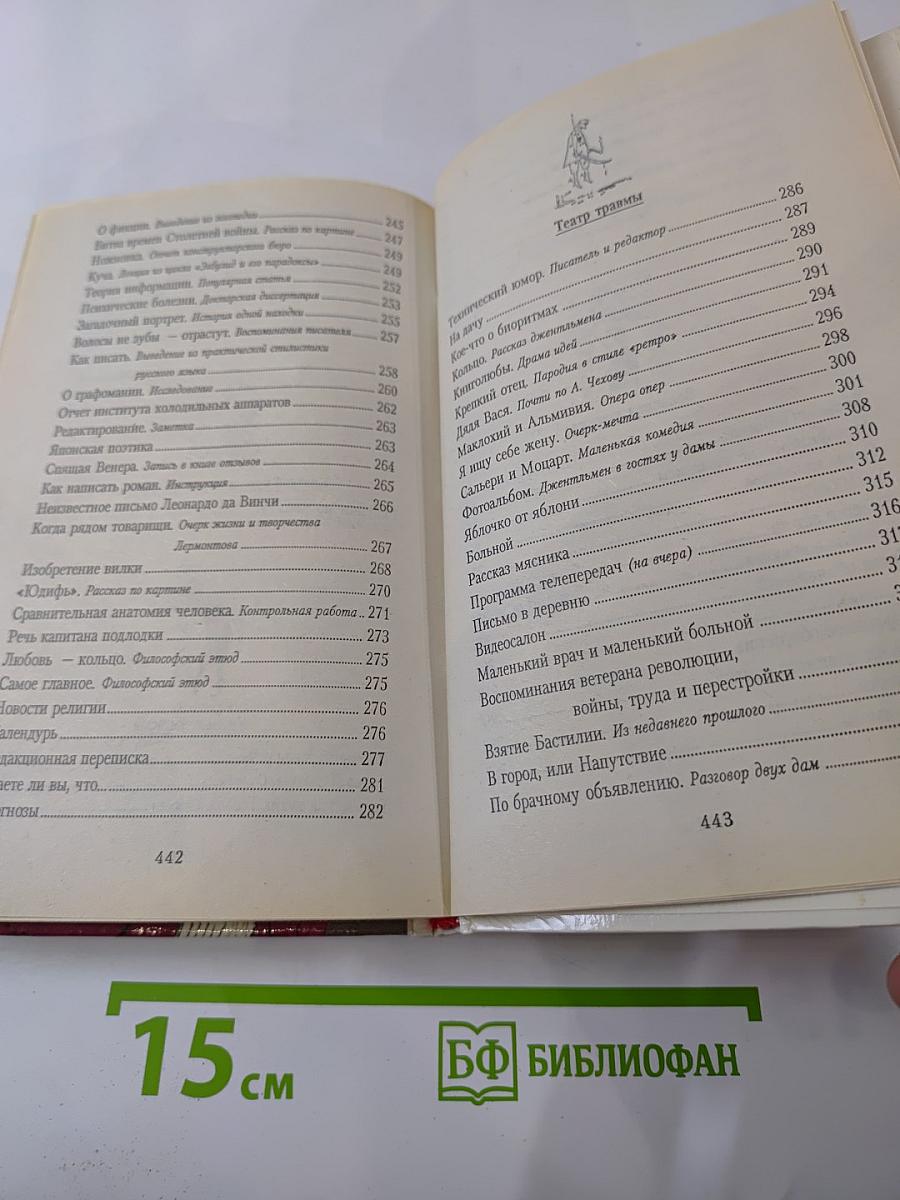 О фикции. Выведение из поговорки ... 245
Битва времен Столетней войны. Рассказ по картине ... 247
Ножовника. Отчет конструкторского бюро ... 249
Куча. Лекция из цикла «Эвбулид и его парадоксы» ... 249
Теория информации. Популярная статья ... 252
Психические болезни. Докторская диссертация ... 253
Загадочный портрет. История одной находки ... 255
Волосы не зубы — отрастут. Воспоминания писателя ... 257
Как писать. Выведение из практической стилистики
русского языка ... 258
О графомании. Исследование ... 260
Отчет института холодильных аппаратов ... 262
Редактирование. Заметка ... 263
Японская поэтика ... 263
Спящая Венера. Запись в книге отзывов ... 264
Как написать роман. Инструкция ... 265
Неизвестное письмо Леонардо да Винчи ... 266
Когда рядом товарищи. Очерк жизни и творчества
Лермонтова ... 267
Изобретение вилки ... 268
«Юдифь». Рассказ по картине ... 270
Сравнительная анатомия человека. Контрольная работа .. 271
Речь капитана подлодки ... 273
Любовь — кольцо. Философский этюд ... 275
Самое главное. Философский этюд ... 275
Новости религии ... 276
алендурь ... 276
дакционная переписка ... 277
аете ли вы, что... ... 281
огнозы ... 282
442
Театр травмы
Технический юмор. Писатель и редактор ... 286
На дачу ... 287
Кое-что о биоритмах ... 289
Кольцо. Рассказ джентльмена ... 290
Книголюбы. Драма идей ... 291
Крепкий отец. Пародия в стиле «ретро» ... 294
Дядя Вася. Почти по А. Чехову ... 296
Маклохий и Альмивия. Опера опер ... 298
Я ищу себе жену. Очерк-мечта ... 300
Сальери и Моцарт. Маленькая комедия ... 301
Фотоальбом. Джентльмен в гостях у дамы ... 308
Яблочко от яблони ... 310
Больной ... 312
Рассказ мясника ... 315
Программа телепередач (на вчера) ... 316
Письмо в деревню ... 31
Видеосалон ... 31
Маленький врач и маленький больной ... 3
Воспоминания ветерана революции,
войны, труда и перестройки ...
Взятие Бастилии. Из недавнего прошлого ...
В город, или Напутствие ...
По брачному объявлению. Разговор двух дам ...
443
15 см
БФ БИБЛИОФАН